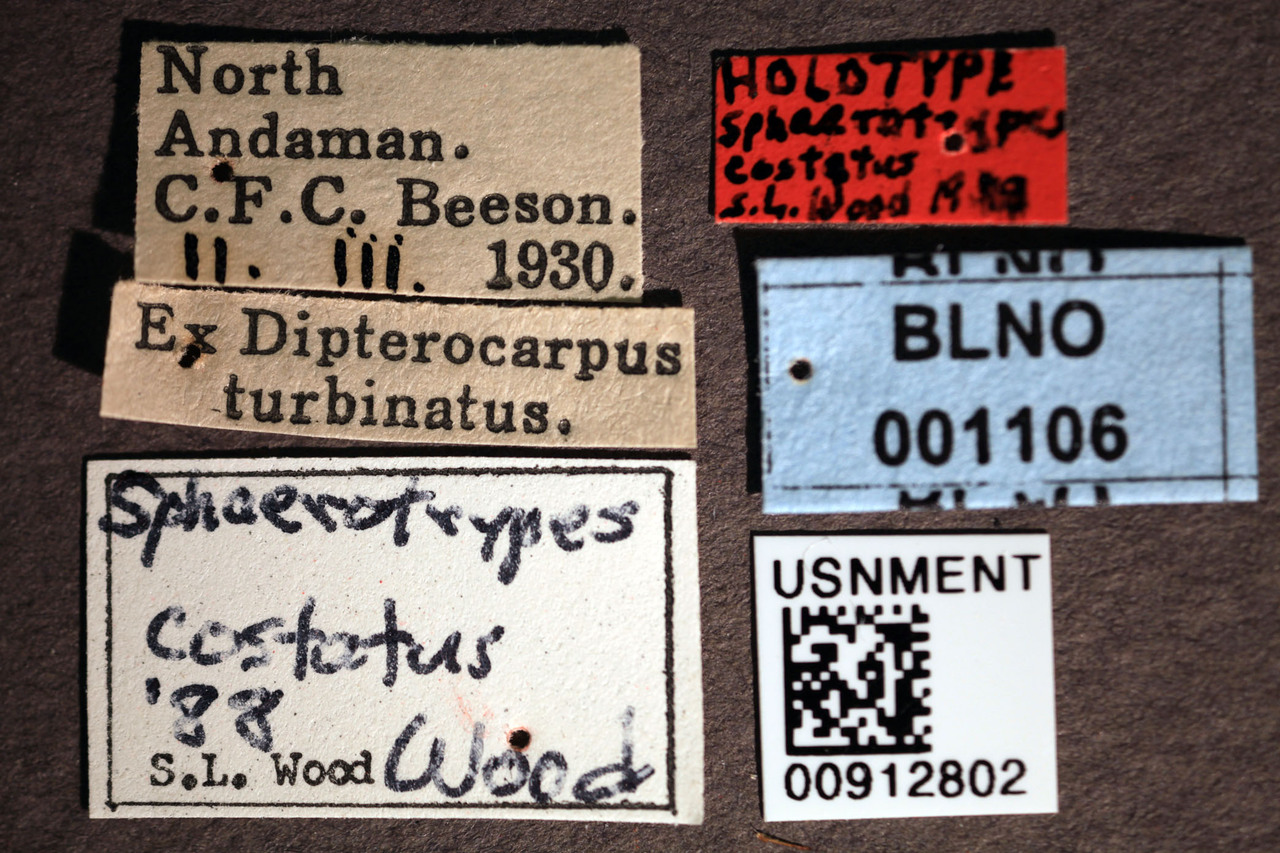 North
Andaman.
C.F.C. Beeson.
11. iii. 1930.
Ex Dipterocarpus
turbinatus.
Sphaerotrypes
costatus
'88
S.L. Wood Wood
HOLOTYPE
Sphaerotrypes
costatus
S.L. Wood
BLNO
001106
USNMENT
00912802